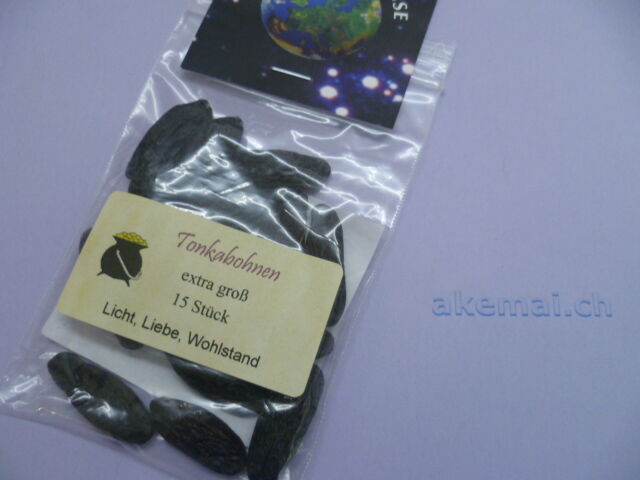 Tonkabohnen
extra groß
15 Stück
Licht, Liebe, Wohlstand
akemai.ch